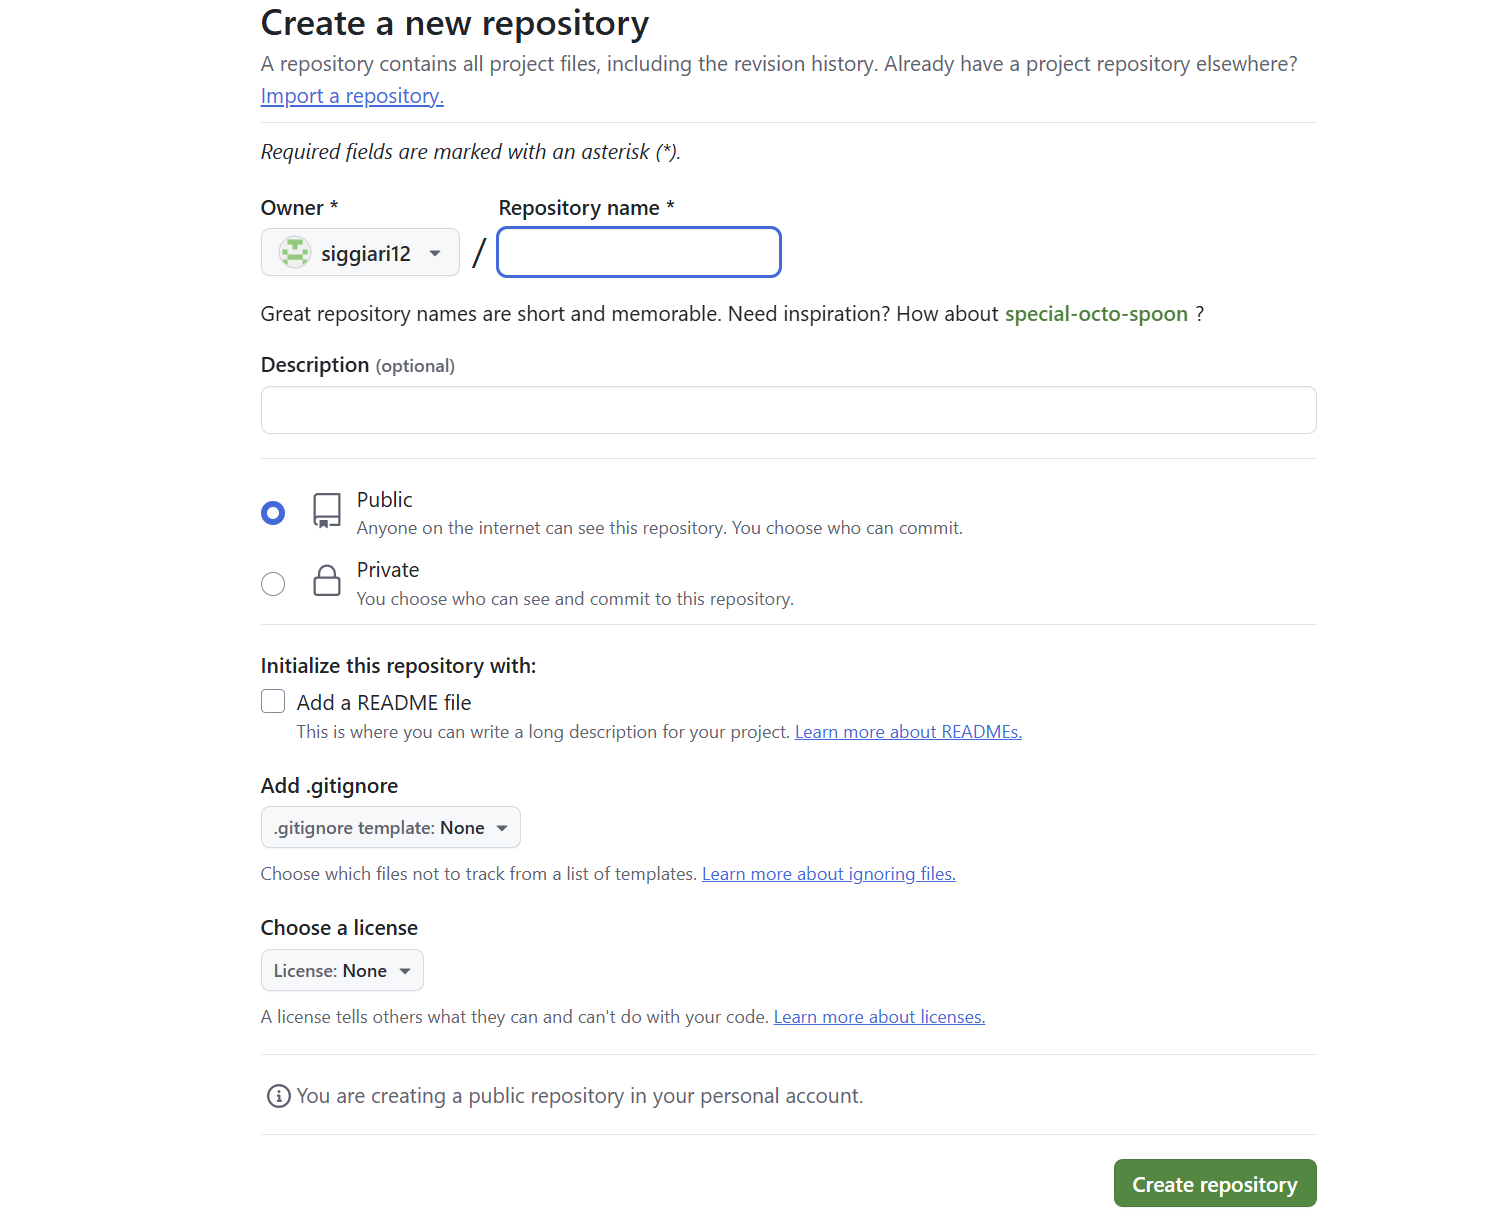 Create a new repository
A repository contains all project files, including the revision history. Already have a project repository elsewhere?
Import a repository.
Required fields are marked with an asterisk (*).
Owner *
Repository name *
siggiari12
/
Great repository names are short and memorable. Need inspiration? How about special-octo-spoon ?
Description (optional)
Public
Anyone on the internet can see this repository. You choose who can commit.
Private
You choose who can see and commit to this repository.
Initialize this repository with:
Add a README file
This is where you can write a long description for your project. Learn more about READMEs.
Add .gitignore
.gitignore template: None
Choose which files not to track from a list of templates. Learn more about ignoring files.
Choose a license
License: None
A license tells others what they can and can't do with your code. Learn more about licenses.
You are creating a public repository in your personal account.
Create repository